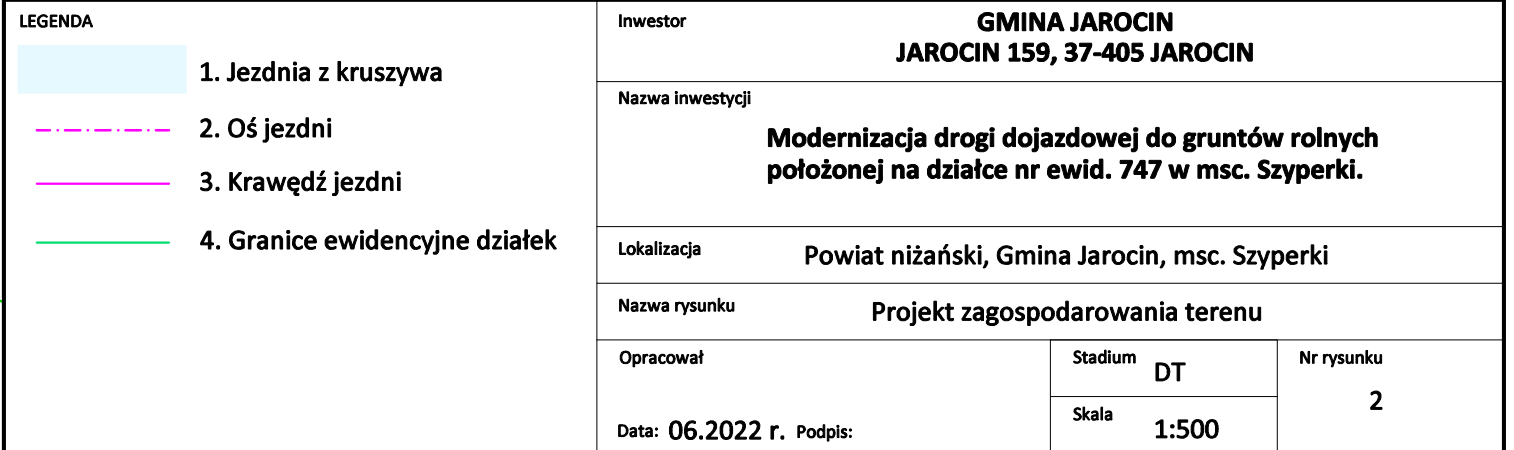 LEGENDA
1. Jezdnia z kruszywa
2. Oś jezdni
3. Krawędź jezdni
4. Granice ewidencyjne działek
Inwestor
GMINA JAROCIN
JAROCIN 159, 37-405 JAROCIN
Nazwa inwestycji
Modernizacja drogi dojazdowej do gruntów rolnych
położonej na działce nr ewid. 747 w msc. Szyperki.
Lokalizacja
Powiat niżański, Gmina Jarocin, msc. Szyperki
Nazwa rysunku
Projekt zagospodarowania terenu
Opracował
Data: 06.2022 r. Podpis:
Stadium
DT
Skala
1:500
Nr rysunku
2